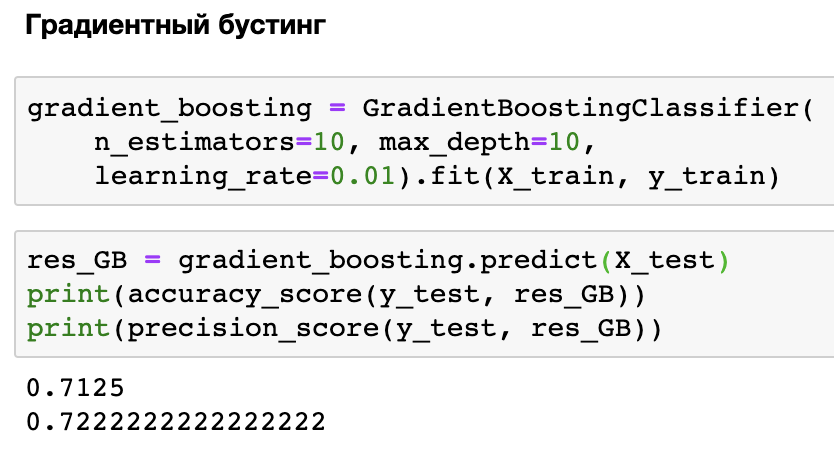 Градиентный бустинг
gradient_boosting = GradientBoostingClassifier(
n_estimators=10, max_depth=10,
learning_rate=0.01).fit(X_train, y_train)
res_GB = gradient_boosting.predict(X_test)
print(accuracy_score(y_test, res_GB))
print(precision_score(y_test, res_GB))
0.7125
0.7222222222222222